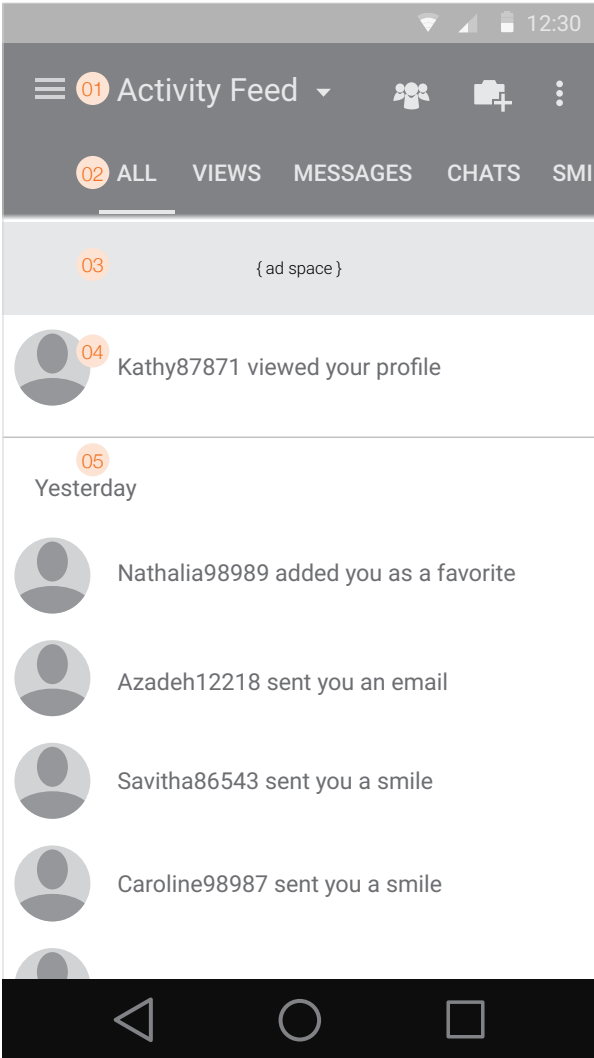 12:30
01 Activity Feed
02 ALL VIEWS MESSAGES CHATS SMI
03 { ad space }
04
Kathy87871 viewed your profile
05
Yesterday
Nathalia98989 added you as a favorite
Azadeh12218 sent you an email
Savitha86543 sent you a smile
Caroline98987 sent you a smile